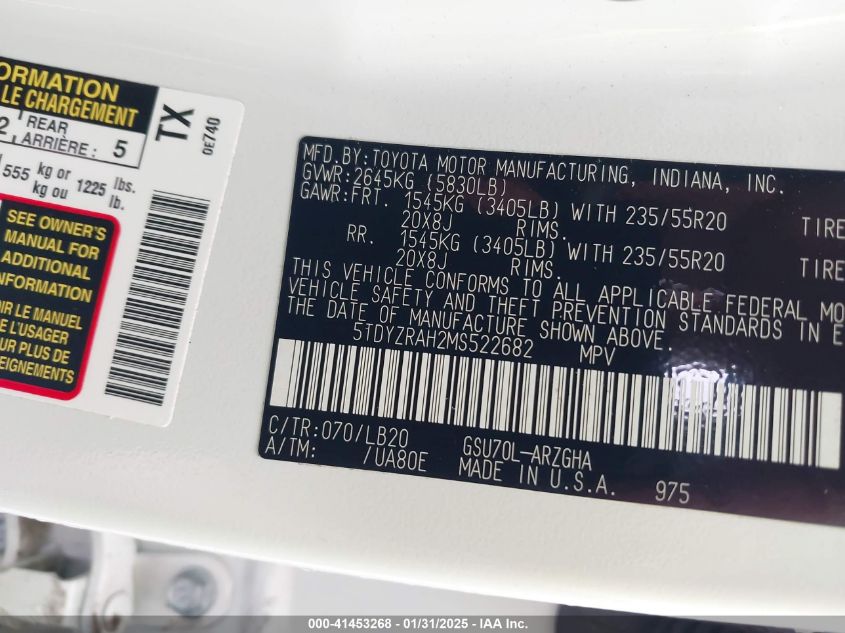 ORMATION
LE CHARGEMENT
2 REAR
ARRIÈRE : 5
555 kg or 1225 lbs.
kg ou lb.
SEE OWNER'S
MANUAL FOR
ADDITIONAL
INFORMATION
OIR LE MANUEL
E L'USAGER
UR PLUS DE
SEIGNEMENTS
TX
0E740
MFD.BY:TOYOTA MOTOR MANUFACTURING, INDIANA, INC.
GVWR:2645KG (5830LB)
GAWR:FRT. 1545KG (3405LB) WITH 235/55R20 TIRE
20X8J RIMS.
RR. 1545KG (3405LB) WITH 235/55R20 TIRE
20X8J RIMS.
THIS VEHICLE CONFORMS TO ALL APPLICABLE FEDERAL MO
VEHICLE SAFETY AND THEFT PREVENTION STANDARDS IN E
THE DATE OF MANUFACTURE SHOWN ABOVE.
5TDYZRAH2MS522682 MPV
C/TR:070/LB20 GSU70L-ARZGHA
A/TM: /UA80E MADE IN U.S.A. 975
000-41453268 - 01/31/2025 - IAA Inc.